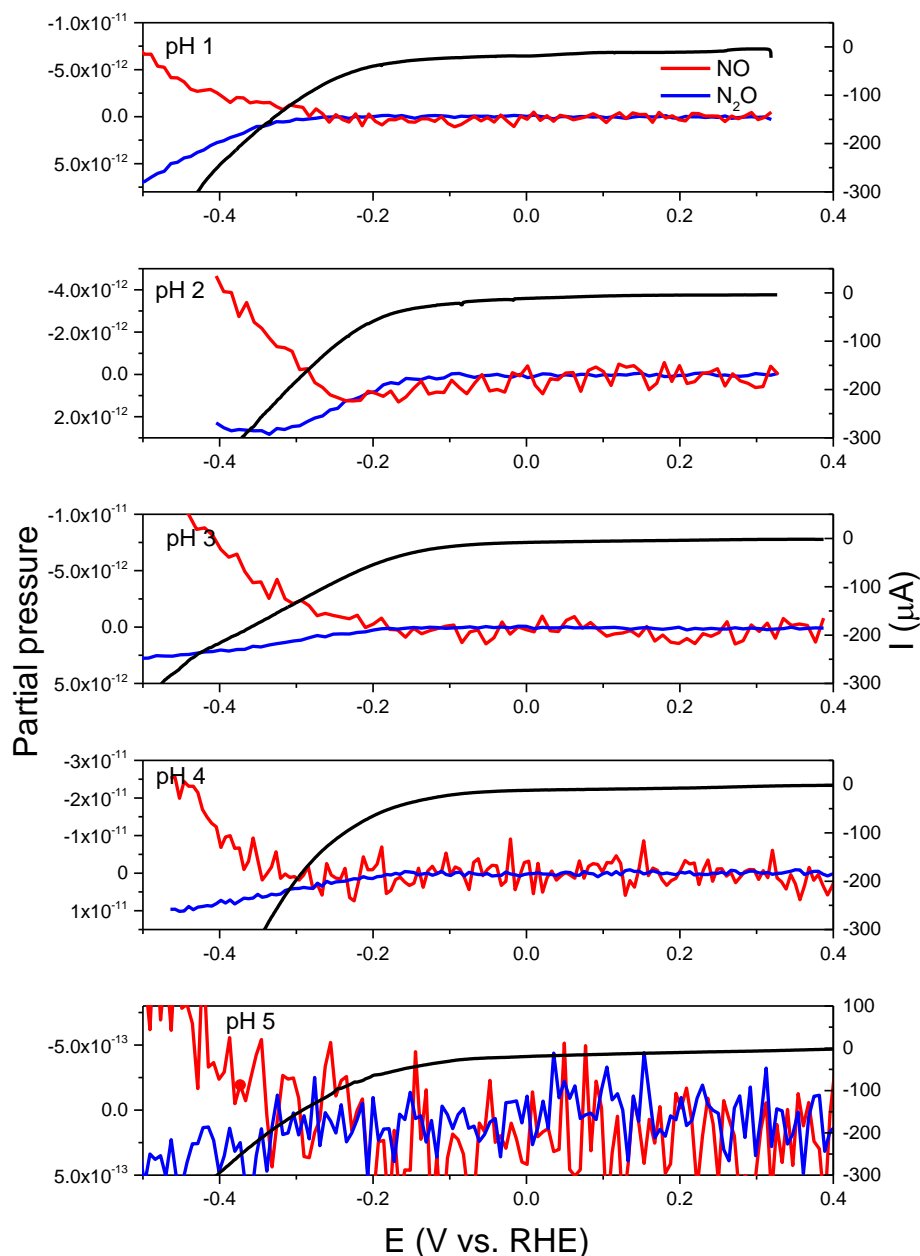 Partial pressure
I (μA)
pH 1
NO
N₂O
-1.0x10⁻¹¹
-5.0x10⁻¹²
0.0
5.0x10⁻¹²
0
-100
-200
-300
-0.4
-0.2
0.0
0.2
0.4
pH 2
-4.0x10⁻¹²
-2.0x10⁻¹²
0.0
2.0x10⁻¹²
0
-100
-200
-300
-0.4
-0.2
0.0
0.2
0.4
pH 3
-1.0x10⁻¹¹
-5.0x10⁻¹²
0.0
5.0x10⁻¹²
0
-100
-200
-300
-0.4
-0.2
0.0
0.2
0.4
pH 4
-3x10⁻¹¹
-2x10⁻¹¹
-1x10⁻¹¹
0
1x10⁻¹¹
0
-100
-200
-300
-0.4
-0.2
0.0
0.2
0.4
pH 5
-5.0x10⁻¹³
0.0
5.0x10⁻¹³
100
0
-100
-200
-300
-0.4
-0.2
0.0
0.2
0.4
E (V vs. RHE)